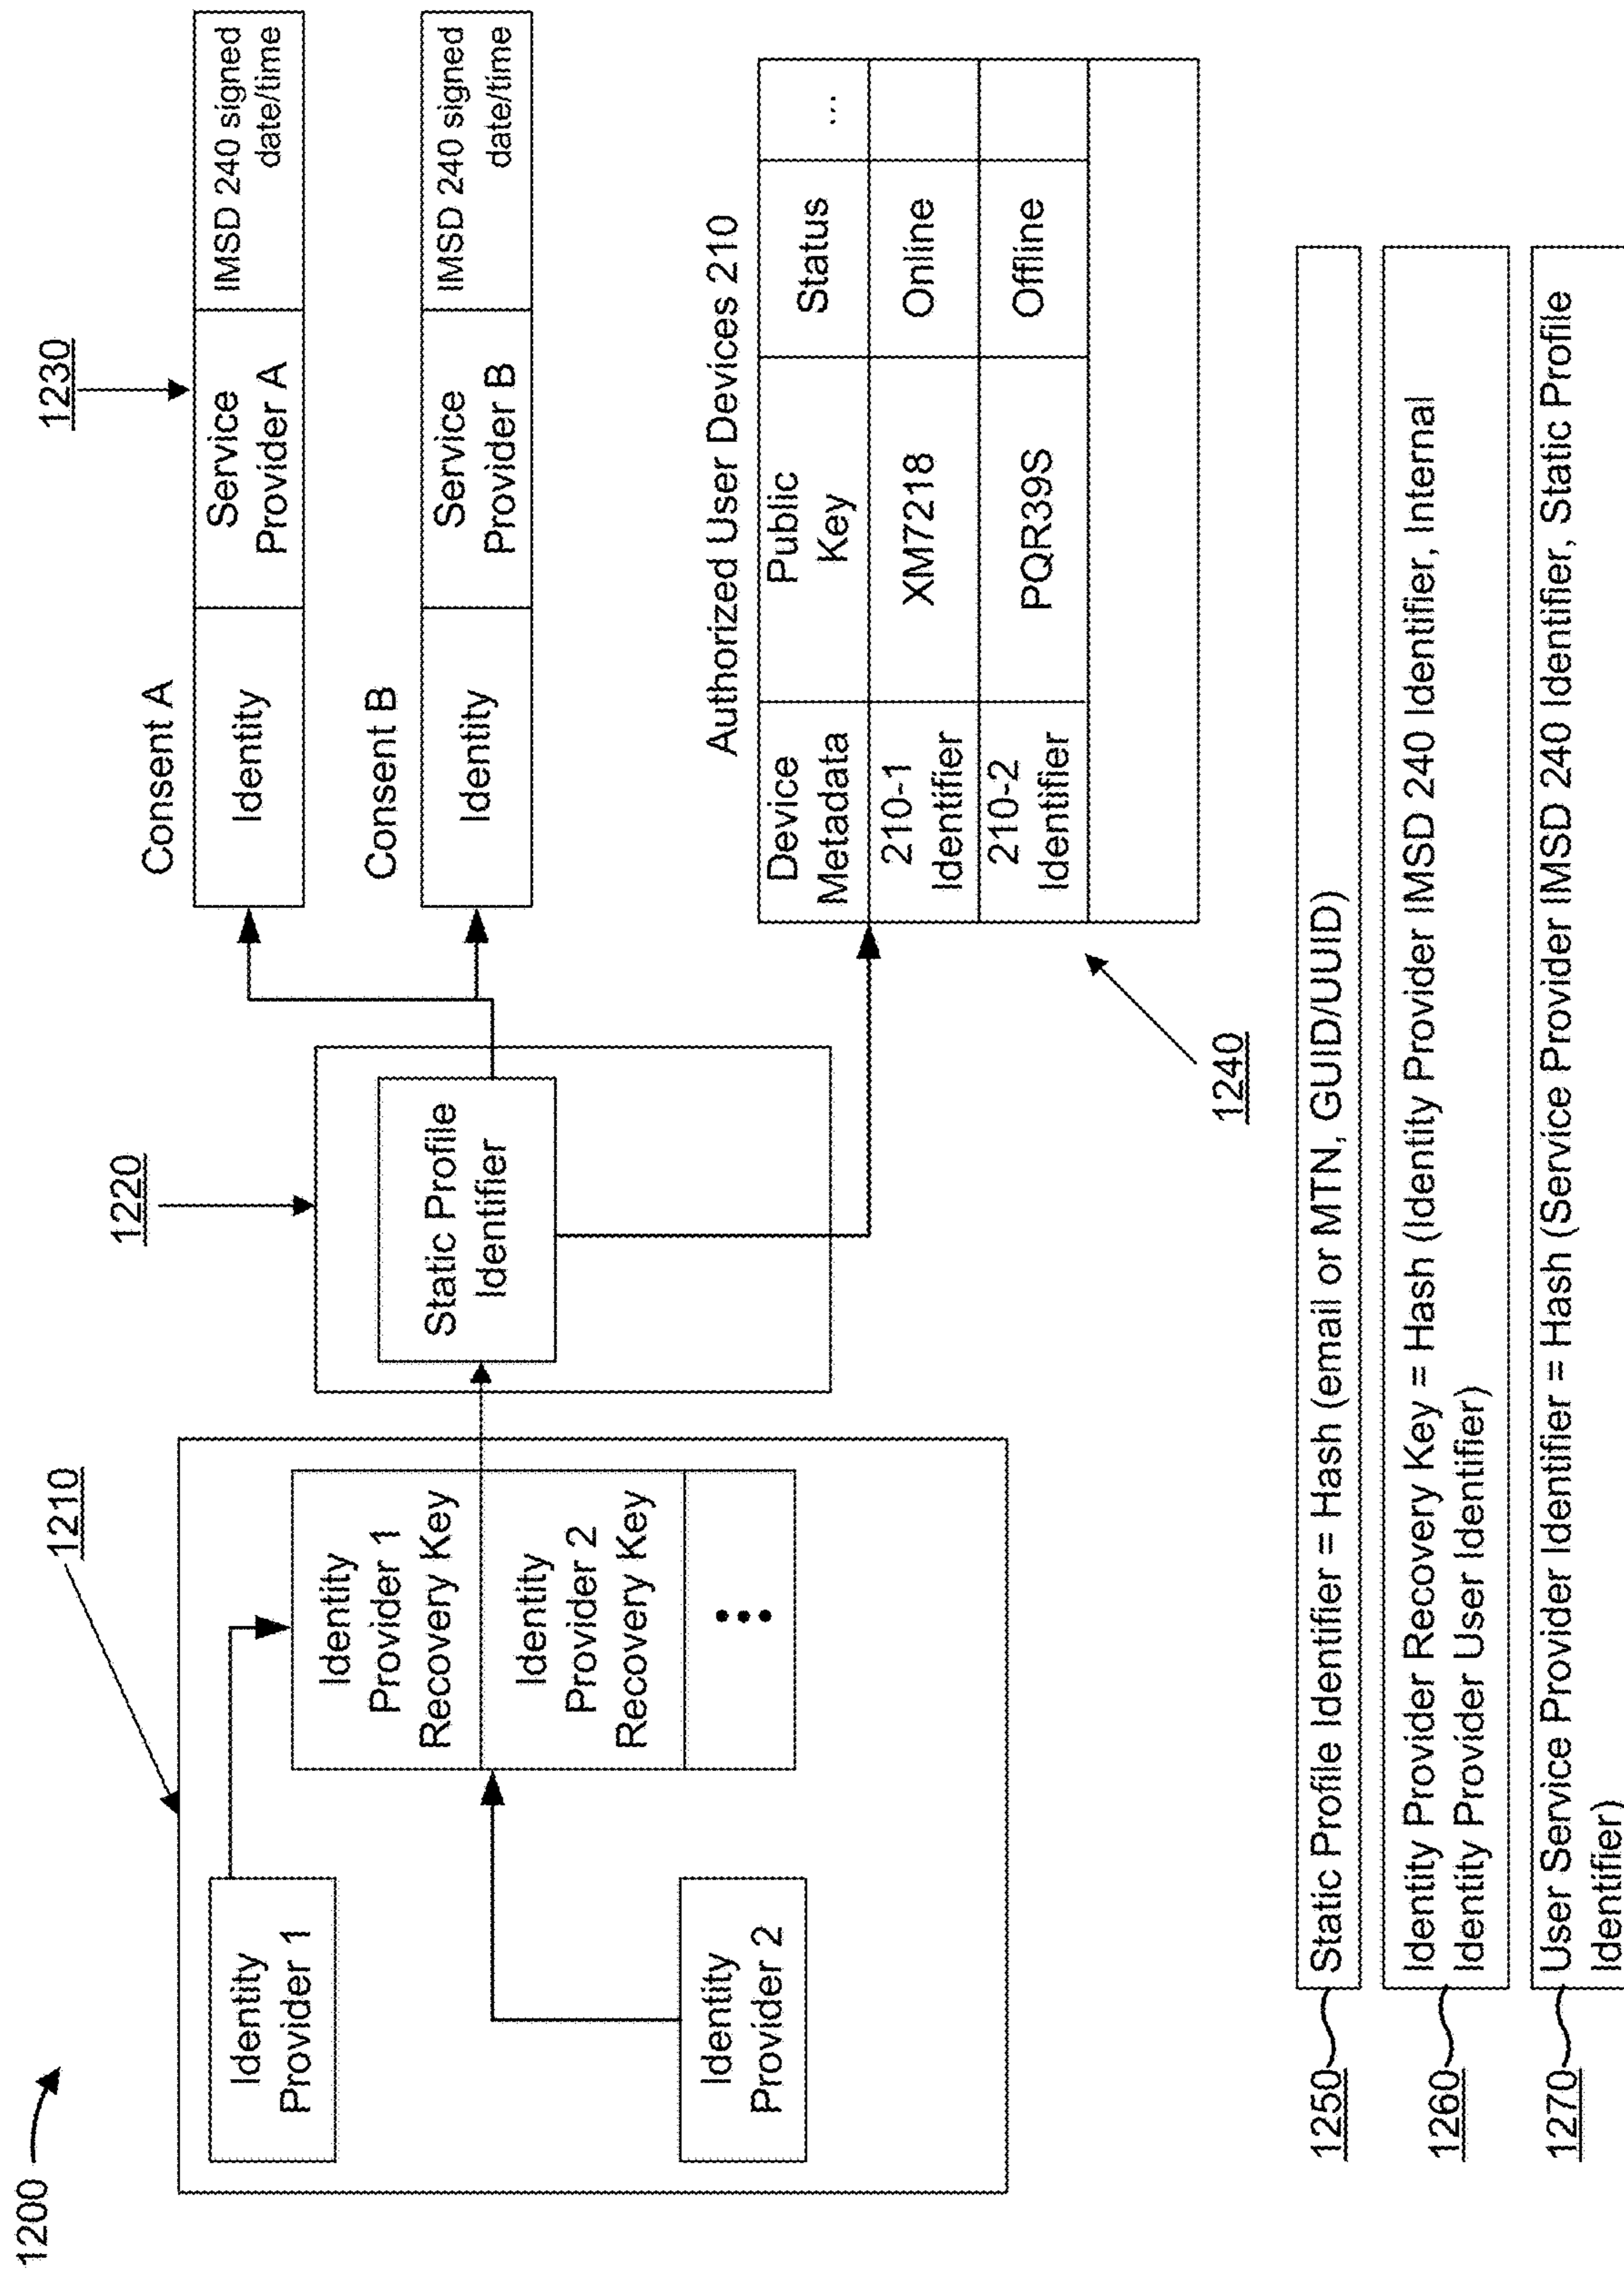 1200
1210
Identity
Provider 1
Identity
Provider 2
Identity
Provider 1
Recovery Key
Identity
Provider 2
Recovery Key
1220
Static Profile
Identifier
1230
Consent A
Identity
Service
Provider A
IMSD 240 signed
date/time
Consent B
Identity
Service
Provider B
IMSD 240 signed
date/time
Authorized User Devices 210
Device
Metadata
Public
Key
Status
...
210-1
Identifier
XM7218
Online
210-2
Identifier
PQR39S
Offline
1240
1250
Static Profile Identifier = Hash (email or MTN, GUID/UUID)
1260
Identity Provider Recovery Key = Hash (Identity Provider IMSD 240 Identifier, Internal
Identity Provider User Identifier)
1270
User Service Provider Identifier = Hash (Service Provider IMSD 240 Identifier, Static Profile
Identifier)